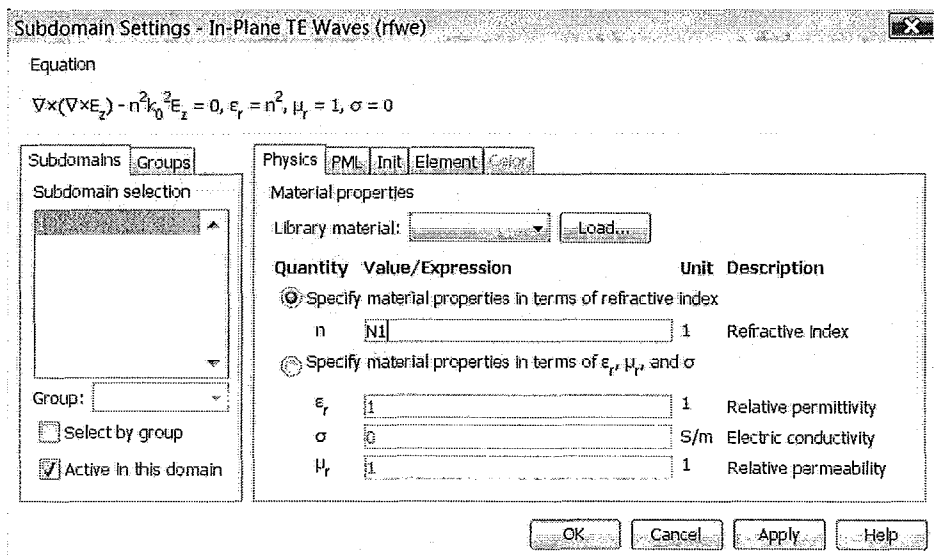 Subdomain Settings - In-Plane TE Waves (rfwe)
Equation
∇×(∇×E_z) - n²k₀²E_z = 0, ε_r = n², μ_r = 1, σ = 0
Subdomains Groups
Subdomain selection
Group:
Select by group
Active in this domain
Physics PML Init Element Color
Material properties
Library material: Load...
Quantity Value/Expression Unit Description
Specify material properties in terms of refractive index
n N1 1 Refractive index
Specify material properties in terms of ε_r, μ_r, and σ
ε_r 1 1 Relative permittivity
σ 0 S/m Electric conductivity
μ_r 1 1 Relative permeability
OK Cancel Apply Help